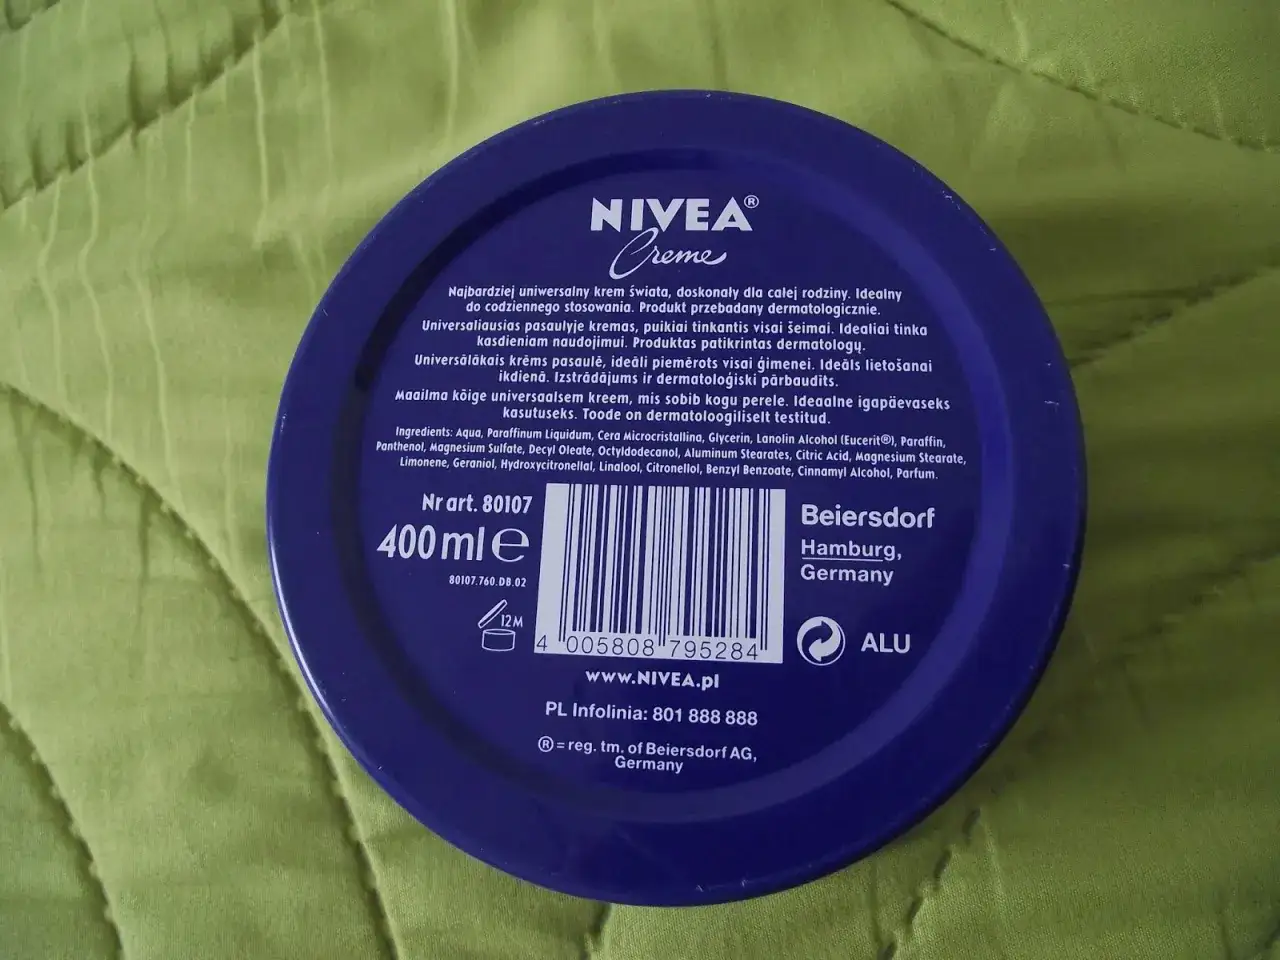 NIVEA®
Creme
Najbardziej uniwersalny krem świata, doskonały dla całej rodziny. Idealny
do codziennego stosowania. Produkt przebadany dermatologicznie.
Universaliausias pasaulyje kremas, puikiai tinkantis visai šeimai. Idealiai tinka
kasdieniam naudojimui. Produktas patikrintas dermatologų.
Universālākais krēms pasaulē, ideāli piemērots visai ģimenei. Ideāls lietošanai
ikdienā. Izstrādājums ir dermatoloģiski pārbaudīts.
Maailma kõige universaalsem kreem, mis sobib kogu perele. Ideaalne igapäevaseks
kasutuseks. Toode on dermatoloogiliselt testitud.
Ingredients: Aqua, Paraffinum Liquidum, Cera Microcristallina, Glycerin, Lanolin Alcohol (Eucerit®), Paraffin,
Panthenol, Magnesium Sulfate, Decyl Oleate, Octyldodecanol, Aluminum Stearates, Citric Acid, Magnesium Stearate,
Limonene, Geraniol, Hydroxycitronellal, Linalool, Citronellol, Benzyl Benzoate, Cinnamyl Alcohol, Parfum.
Nr art. 80107
400 ml e
80107.760.DB.02
12M
4 005808 795284
Beiersdorf
Hamburg,
Germany
ALU
www.NIVEA.pl
PL Infolinia: 801 888 888
® = reg. tm. of Beiersdorf AG,
Germany